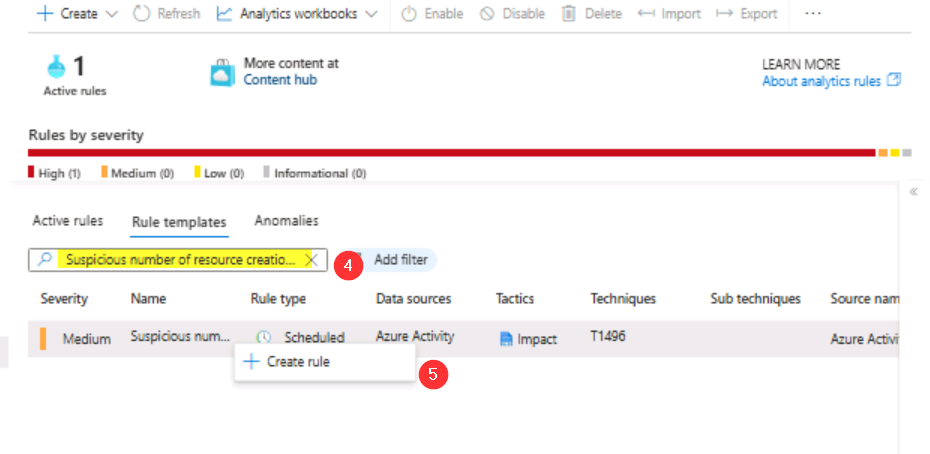 Create Refresh Analytics workbooks Enable Disable Delete Import Export ...
1
Active rules
More content at
Content hub
LEARN MORE
About analytics rules
Rules by severity
High (1) Medium (0) Low (0) Informational (0)
Active rules Rule templates Anomalies
Suspicious number of resource creatio... 4 Add filter
Severity Name Rule type Data sources Tactics Techniques Sub techniques Source nam
Medium Suspicious num... Scheduled Azure Activity Impact T1496 Azure Activi
Create rule 5